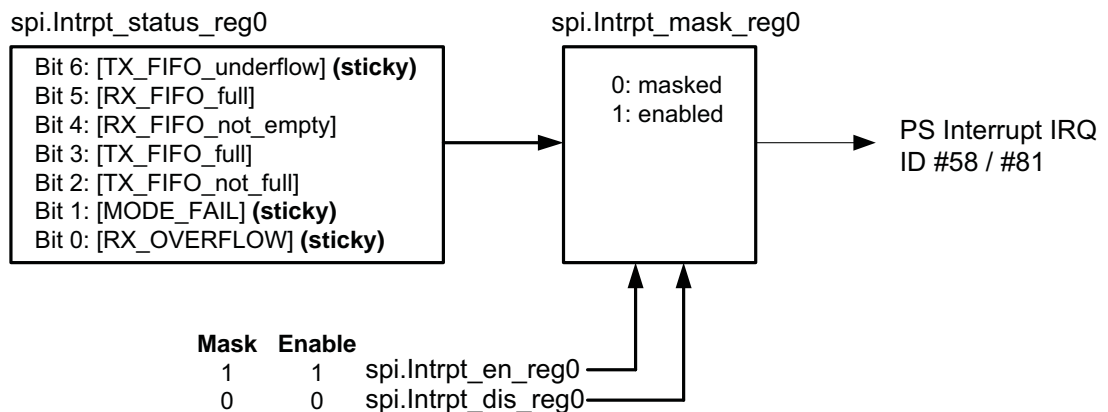 spi.Intrpt_status_reg0
Bit 6: [TX_FIFO_underflow] (sticky)
Bit 5: [RX_FIFO_full]
Bit 4: [RX_FIFO_not_empty]
Bit 3: [TX_FIFO_full]
Bit 2: [TX_FIFO_not_full]
Bit 1: [MODE_FAIL] (sticky)
Bit 0: [RX_OVERFLOW] (sticky)
spi.Intrpt_mask_reg0
0: masked
1: enabled
PS Interrupt IRQ
ID #58 / #81
Mask Enable
1 1 spi.Intrpt_en_reg0
0 0 spi.Intrpt_dis_reg0